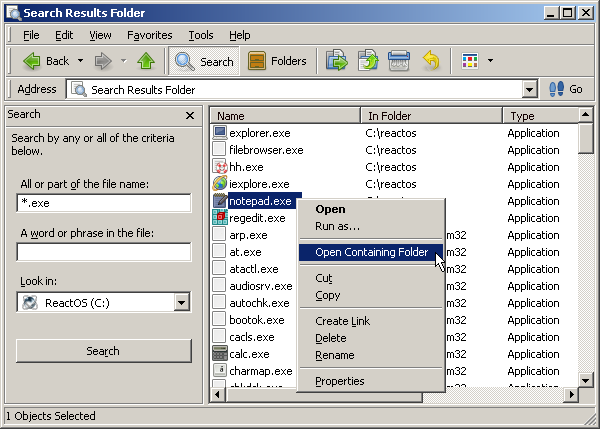 Search Results Folder
File Edit View Favorites Tools Help
Back Search Folders
Address Search Results Folder Go
Search
Search by any or all of the criteria
below.
All or part of the file name:
*.exe
A word or phrase in the file:
Look in:
ReactOS (C:)
Search
Name In Folder Type
explorer.exe C:\reactos Application
filebrowser.exe C:\reactos Application
hh.exe C:\reactos Application
iexplore.exe C:\reactos Application
notepad.exe Application
regedit.exe Application
arp.exe m32 Application
at.exe m32 Application
atactl.exe m32 Application
audiosrv.exe m32 Application
autochk.exe m32 Application
bootok.exe m32 Application
cacls.exe m32 Application
calc.exe m32 Application
charmap.exe m32 Application
Open
Run as...
Open Containing Folder
Cut
Copy
Create Link
Delete
Rename
Properties
1 Objects Selected